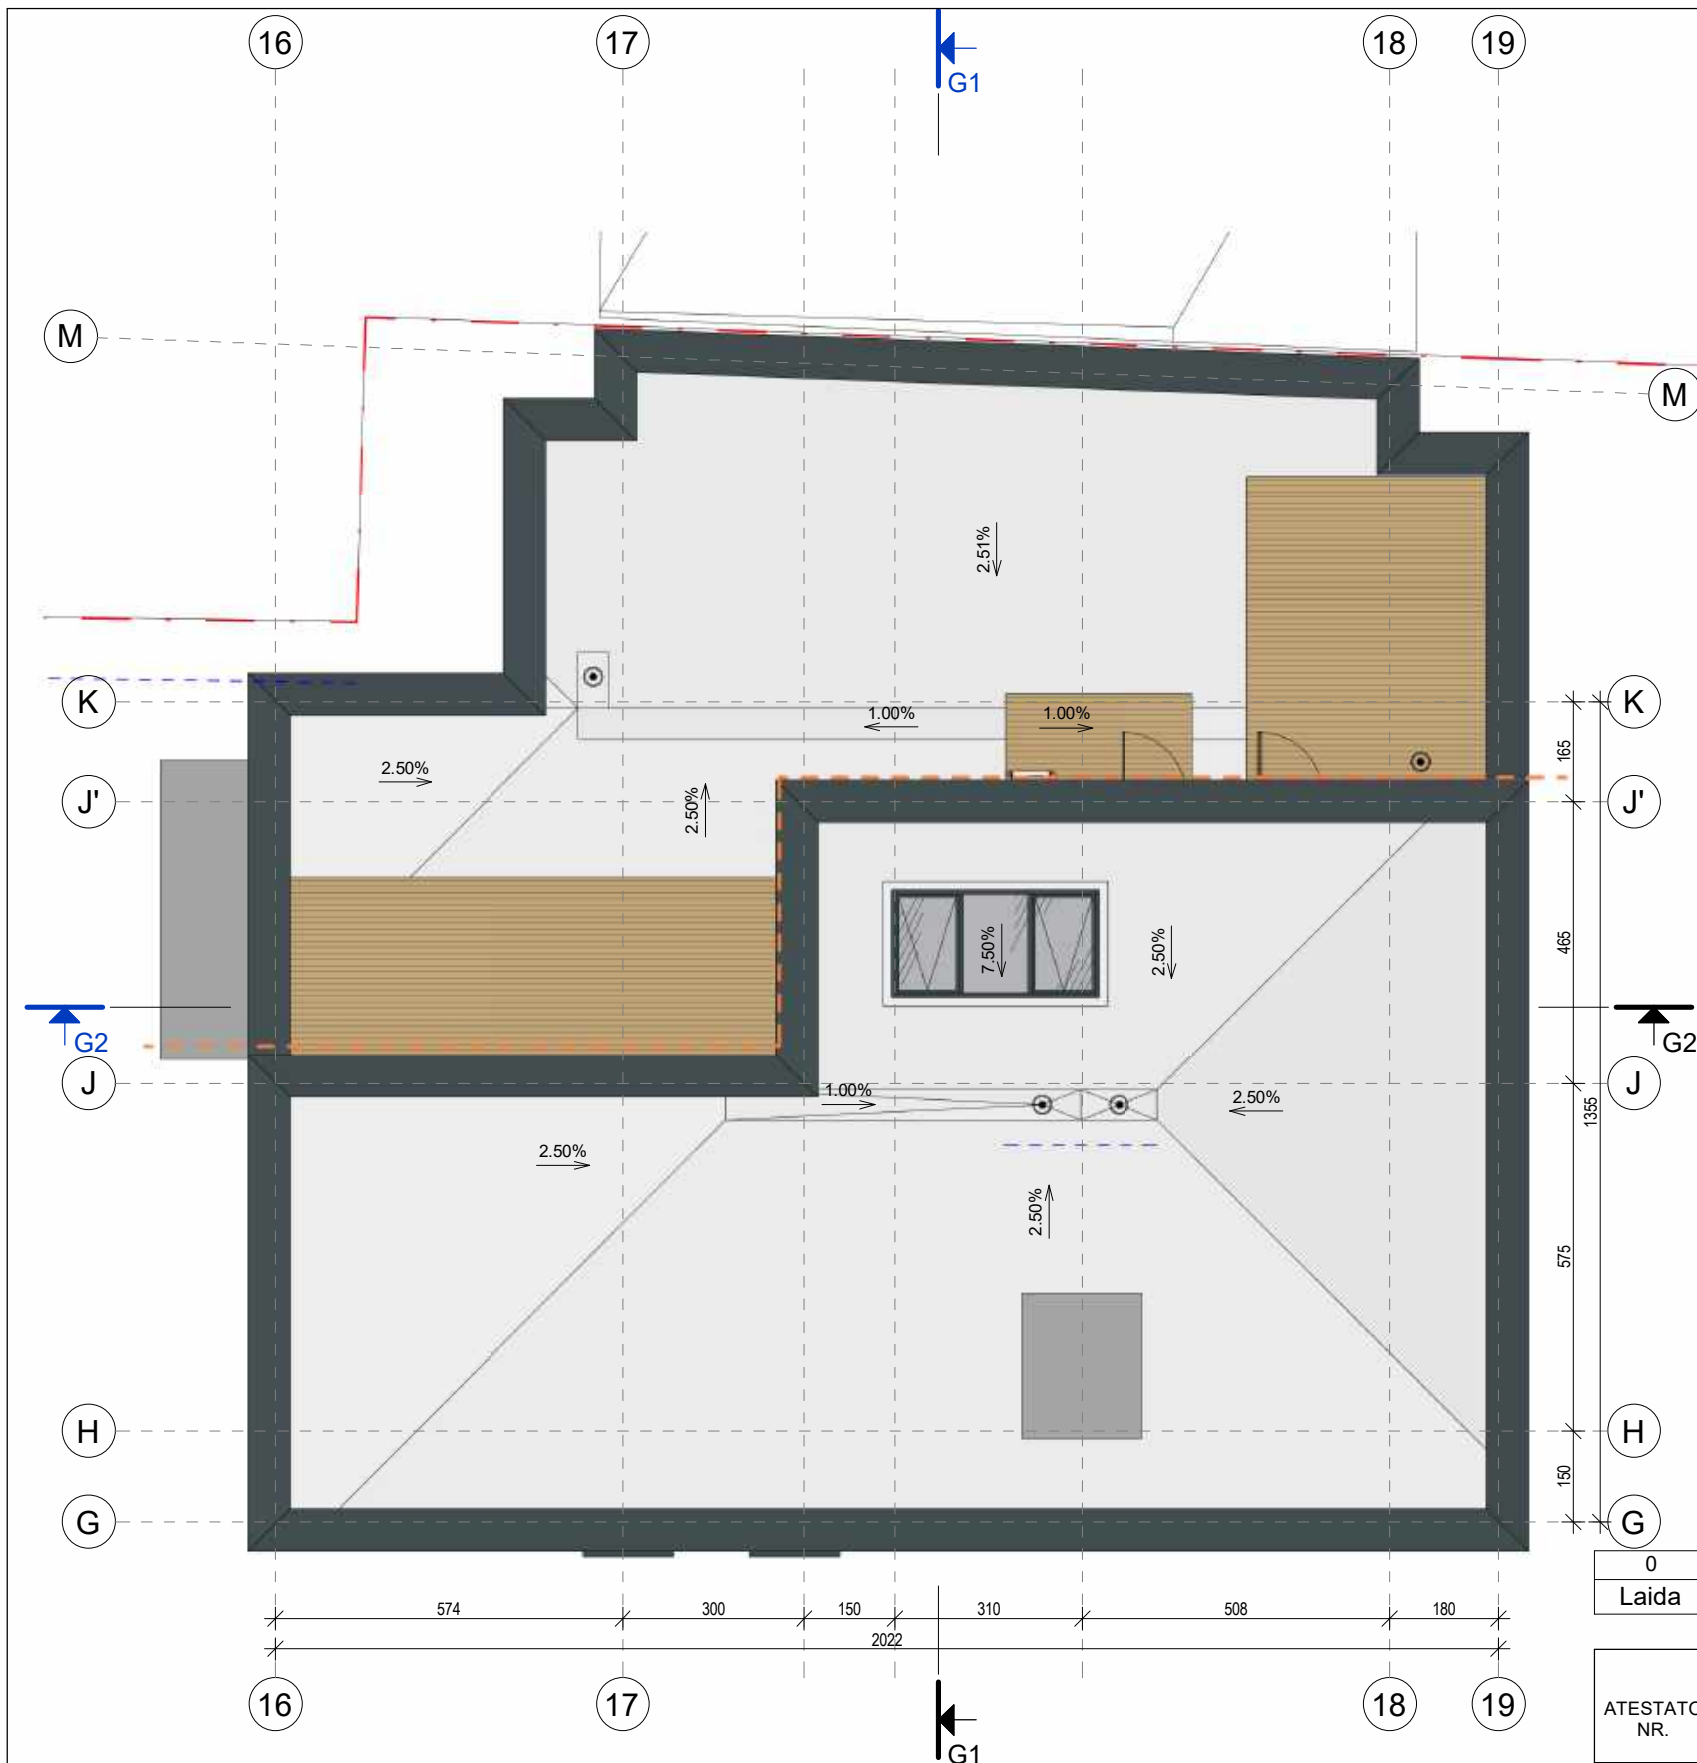 16 17 18 19
G1
M
M
2.51%
K 1.00% 1.00% K
165
2.50%
J' 2.50% J'
465
7.50% 2.50%
G2 G2
J 1.00% 2.50% J
1355
2.50%
2.50%
575
H H
150
G G
0
Laida
574 300 150 310 508 180
2022
16 17 18 19
ATESTATO
NR.
G1